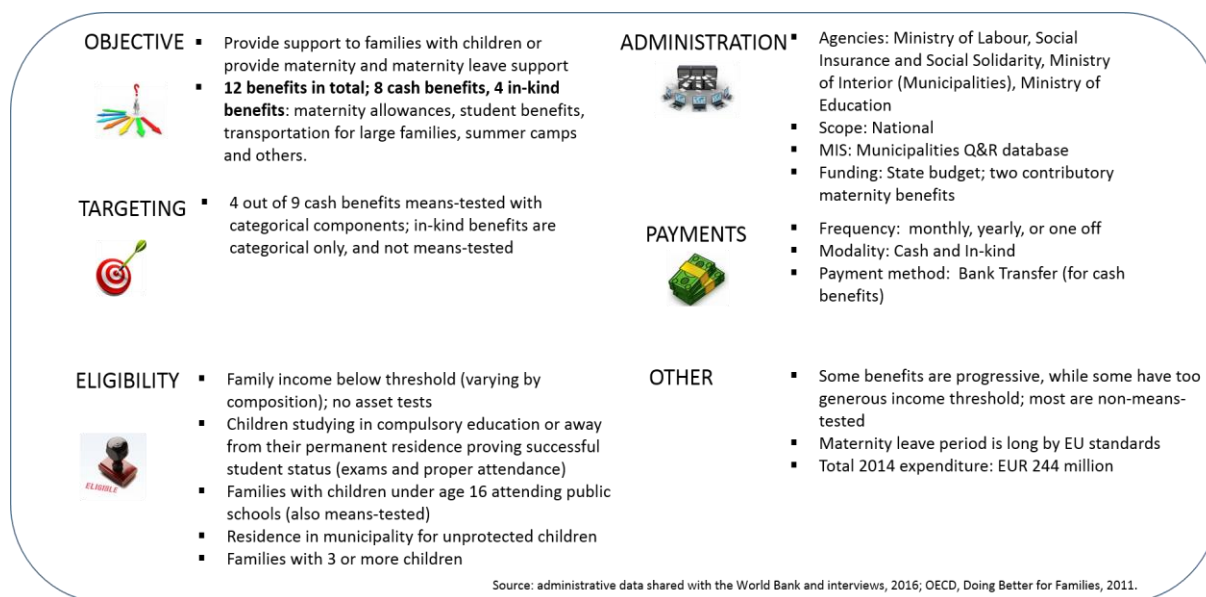 OBJECTIVE
▪ Provide support to families with children or
provide maternity and maternity leave support
▪ 12 benefits in total; 8 cash benefits, 4 in-kind
benefits: maternity allowances, student benefits,
transportation for large families, summer camps
and others.
TARGETING
▪ 4 out of 9 cash benefits means-tested with
categorical components; in-kind benefits are
categorical only, and not means-tested
ELIGIBILITY
▪ Family income below threshold (varying by
composition); no asset tests
▪ Children studying in compulsory education or away
from their permanent residence proving successful
student status (exams and proper attendance)
▪ Families with children under age 16 attending public
schools (also means-tested)
▪ Residence in municipality for unprotected children
▪ Families with 3 or more children
ELIGIBLE
ADMINISTRATION
▪ Agencies: Ministry of Labour, Social
Insurance and Social Solidarity, Ministry
of Interior (Municipalities), Ministry of
Education
▪ Scope: National
▪ MIS: Municipalities Q&R database
▪ Funding: State budget; two contributory
maternity benefits
PAYMENTS
▪ Frequency: monthly, yearly, or one off
▪ Modality: Cash and In-kind
▪ Payment method: Bank Transfer (for cash
benefits)
OTHER
▪ Some benefits are progressive, while some have too
generous income threshold; most are non-means-
tested
▪ Maternity leave period is long by EU standards
▪ Total 2014 expenditure: EUR 244 million
Source: administrative data shared with the World Bank and interviews, 2016; OECD, Doing Better for Families, 2011.